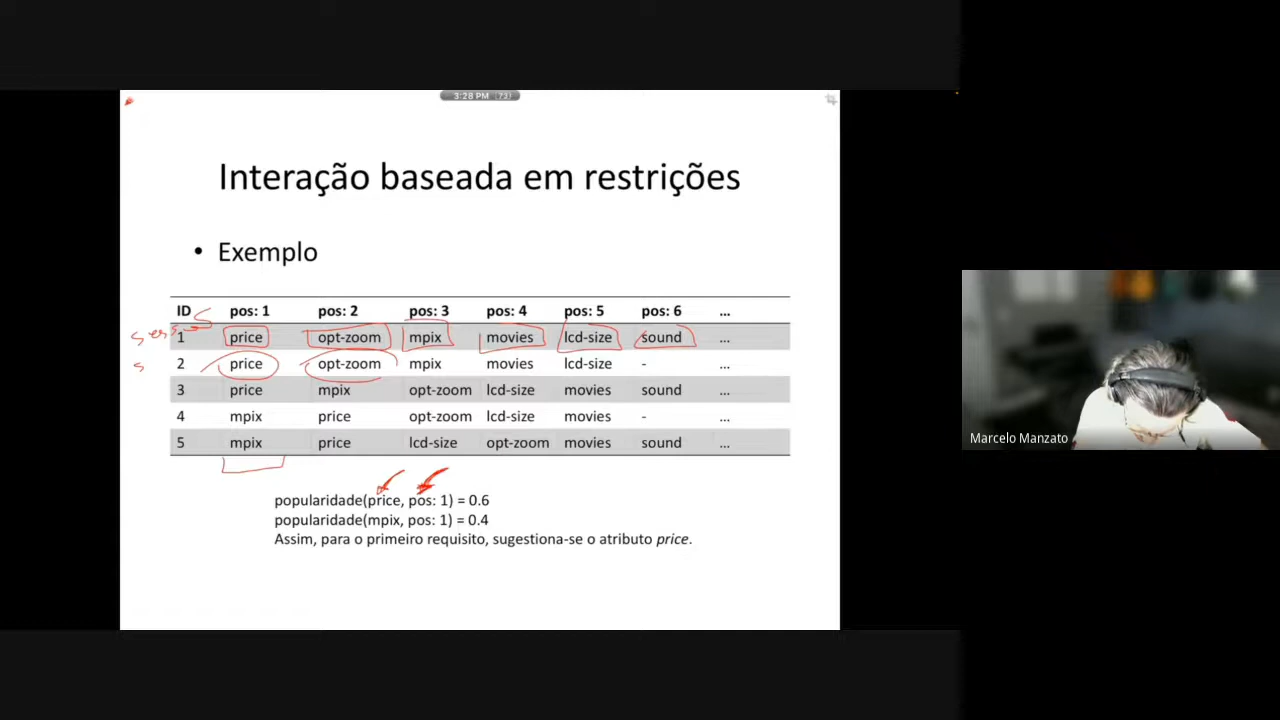 3:28 PM (73)
Interação baseada em restrições
• Exemplo
ID pos: 1 pos: 2 pos: 3 pos: 4 pos: 5 pos: 6 ...
1 price opt-zoom mpix movies lcd-size sound ...
2 price opt-zoom mpix movies lcd-size - ...
3 price mpix opt-zoom lcd-size movies sound ...
4 mpix price opt-zoom lcd-size movies - ...
5 mpix price lcd-size opt-zoom movies sound ...
popularidade(price, pos: 1) = 0.6
popularidade(mpix, pos: 1) = 0.4
Assim, para o primeiro requisito, sugestiona-se o atributo price.
Marcelo Manzato